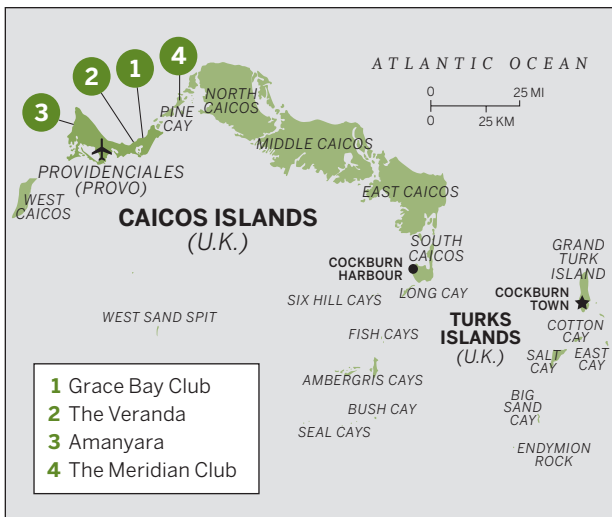 4
1
2
3
ATLANTIC OCEAN
0 25 MI
0 25 KM
NORTH
CAICOS
PINE
CAY
MIDDLE CAICOS
PROVIDENCIALES
(PROVO)
WEST
CAICOS
EAST CAICOS
CAICOS ISLANDS
(U.K.)
SOUTH
CAICOS
COCKBURN
HARBOUR
GRAND
TURK
ISLAND
LONG CAY
SIX HILL CAYS
COCKBURN
TOWN
WEST SAND SPIT
TURKS
ISLANDS
(U.K.)
COTTON
CAY
FISH CAYS
SALT
CAY
EAST
CAY
AMBERGRIS CAYS
BIG
SAND
CAY
BUSH CAY
SEAL CAYS
ENDYMION
ROCK
1 Grace Bay Club
2 The Veranda
3 Amanyara
4 The Meridian Club